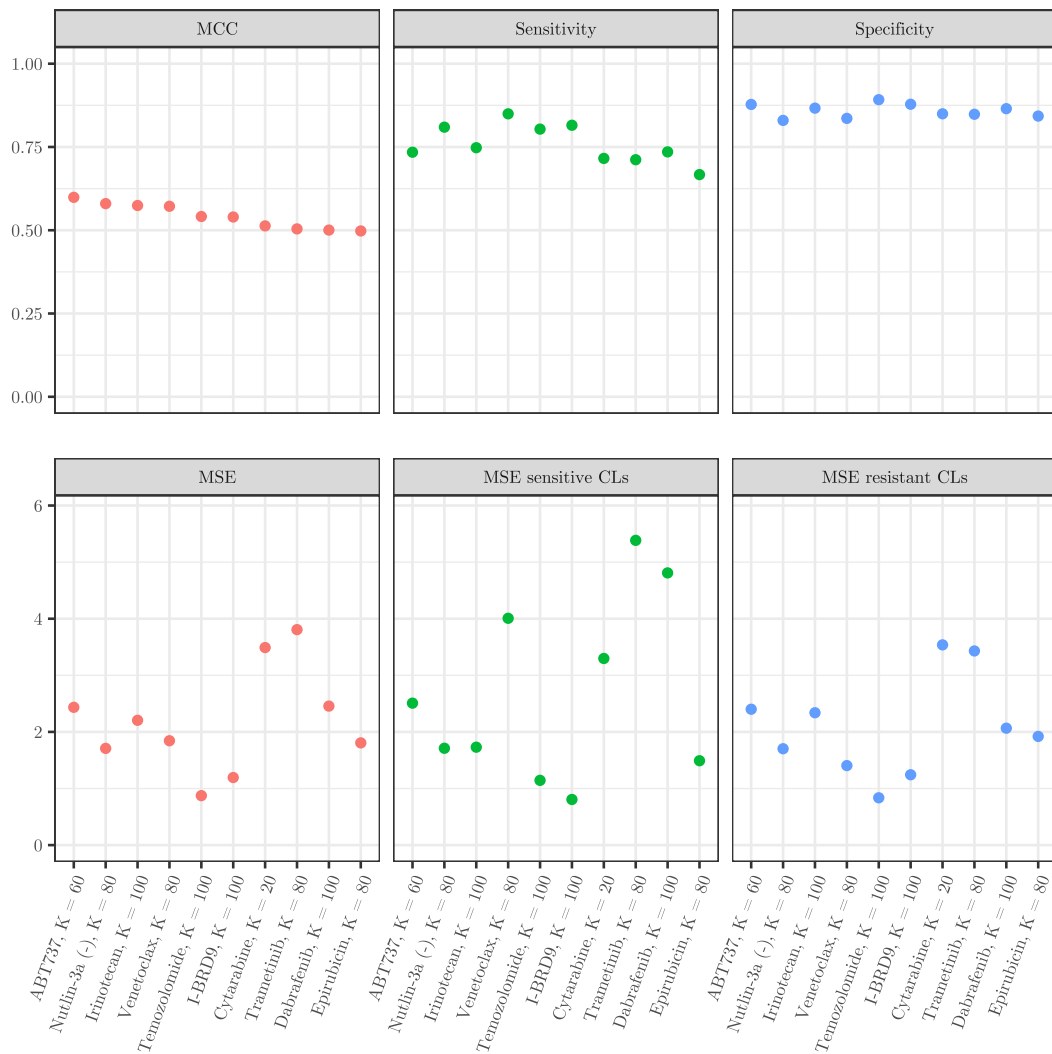 MCC
Sensitivity
Specificity
1.00
0.75
0.50
0.25
0.00
MSE
MSE sensitive CLs
MSE resistant CLs
6
4
2
0
ABT737, K = 60
Nutlin-3a (-), K = 80
Irinotecan, K = 100
Venetoclax, K = 80
Temozolomide, K = 100
I-BRD9, K = 100
Cytarabine, K = 20
Trametinib, K = 80
Dabrafenib, K = 100
Epirubicin, K = 80
ABT737, K = 60
Nutlin-3a (-), K = 80
Irinotecan, K = 100
Venetoclax, K = 80
Temozolomide, K = 100
I-BRD9, K = 100
Cytarabine, K = 20
Trametinib, K = 80
Dabrafenib, K = 100
Epirubicin, K = 80
ABT737, K = 60
Nutlin-3a (-), K = 80
Irinotecan, K = 100
Venetoclax, K = 80
Temozolomide, K = 100
I-BRD9, K = 100
Cytarabine, K = 20
Trametinib, K = 80
Dabrafenib, K = 100
Epirubicin, K = 80